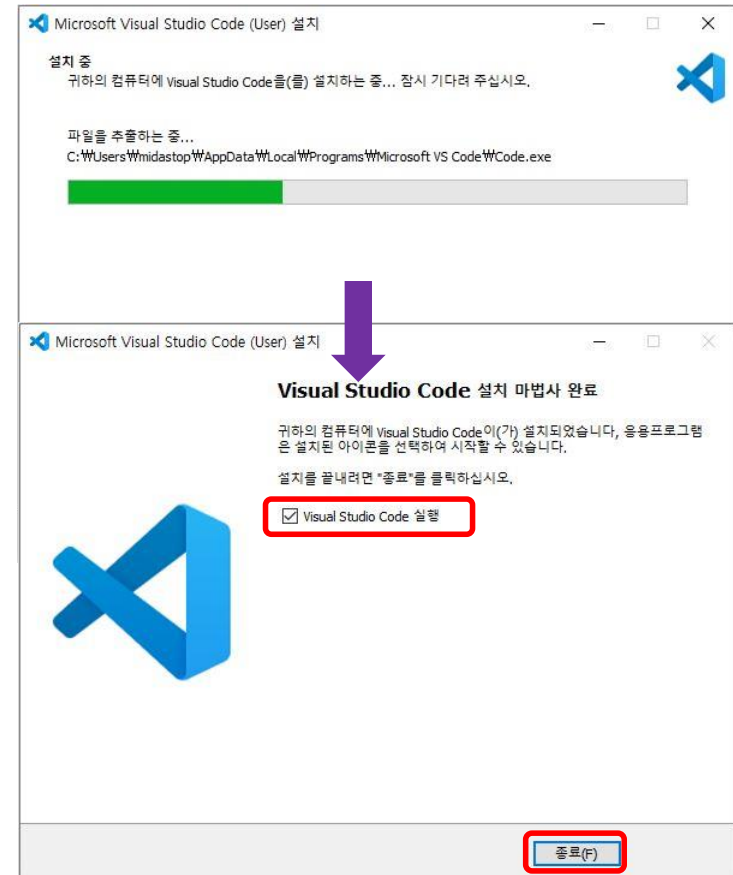 Microsoft Visual Studio Code (User) 설치
설치 중
귀하의 컴퓨터에 Visual Studio Code을(를) 설치하는 중... 잠시 기다려 주십시오.
파일을 추출하는 중...
C:₩Users₩midastop₩AppData₩Local₩Programs₩Microsoft VS Code₩Code.exe
Microsoft Visual Studio Code (User) 설치
Visual Studio Code 설치 마법사 완료
귀하의 컴퓨터에 Visual Studio Code이(가) 설치되었습니다, 응용프로그램
은 설치된 아이콘을 선택하여 시작할 수 있습니다.
설치를 끝내려면 "종료"를 클릭하십시오.
Visual Studio Code 실행
종료(F)